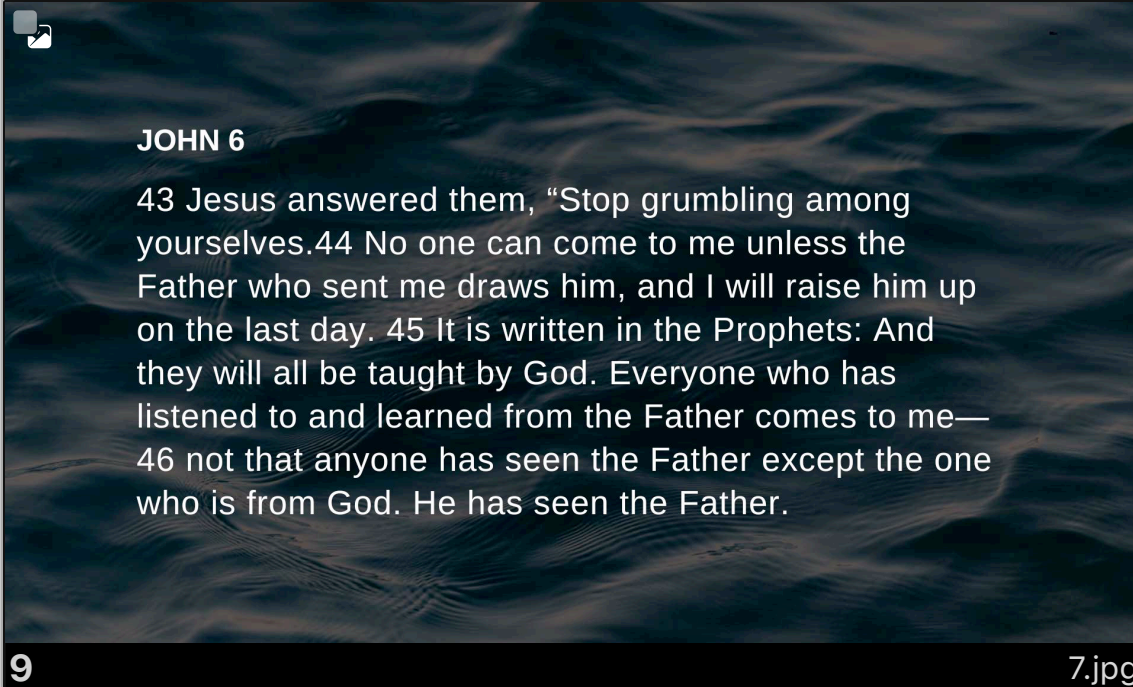 JOHN 6
43 Jesus answered them, “Stop grumbling among
yourselves.44 No one can come to me unless the
Father who sent me draws him, and I will raise him up
on the last day. 45 It is written in the Prophets: And
they will all be taught by God. Everyone who has
listened to and learned from the Father comes to me—
46 not that anyone has seen the Father except the one
who is from God. He has seen the Father.
9
7.jpg